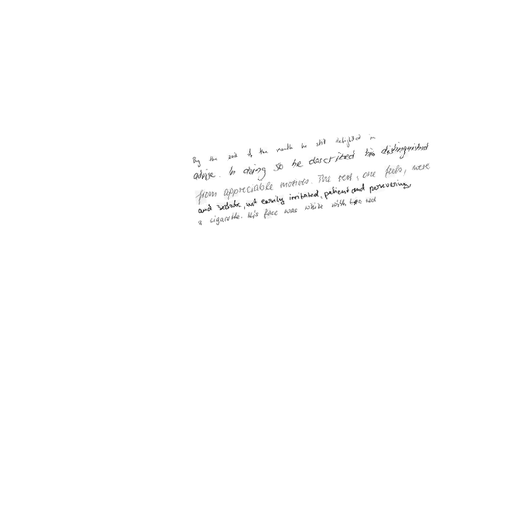 By the end of the month he still delighted in
advise. In doing so he described two distinguished
from appreciable motives. The rest, one feels, were
and sedate, not easily irritated, patient and persevering,
a cigarette. His face was white with two red